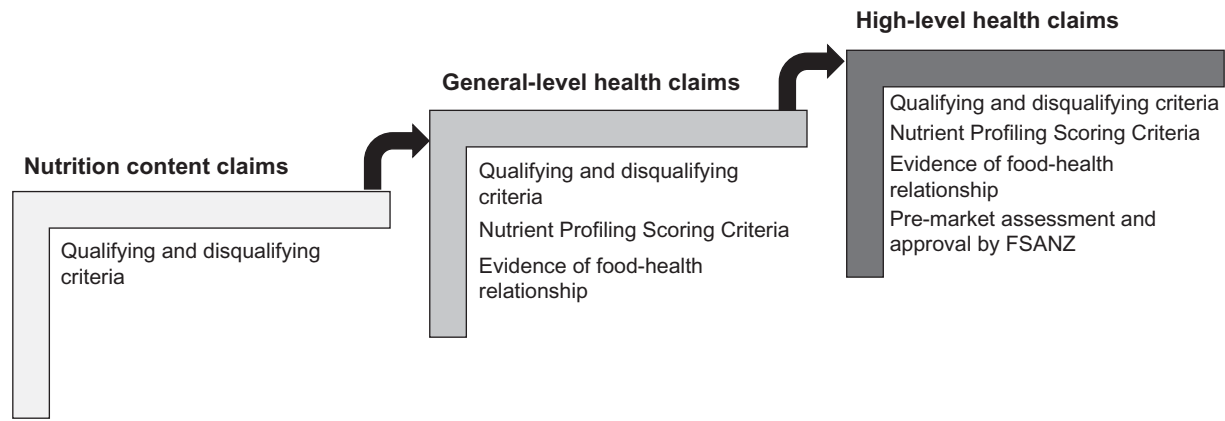 Nutrition content claims
Qualifying and disqualifying
criteria
General-level health claims
Qualifying and disqualifying
criteria
Nutrient Profiling Scoring Criteria
Evidence of food-health
relationship
High-level health claims
Qualifying and disqualifying criteria
Nutrient Profiling Scoring Criteria
Evidence of food-health
relationship
Pre-market assessment and
approval by FSANZ